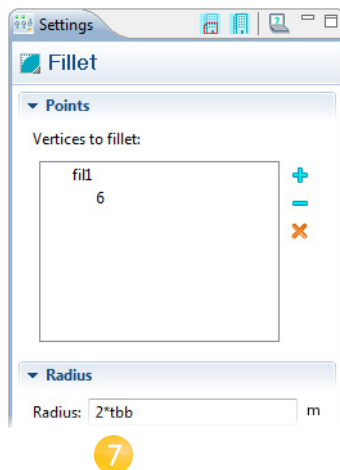 Settings
Fillet
Points
Vertices to fillet:
fil1
6
Radius
Radius: 2*tbb m
7